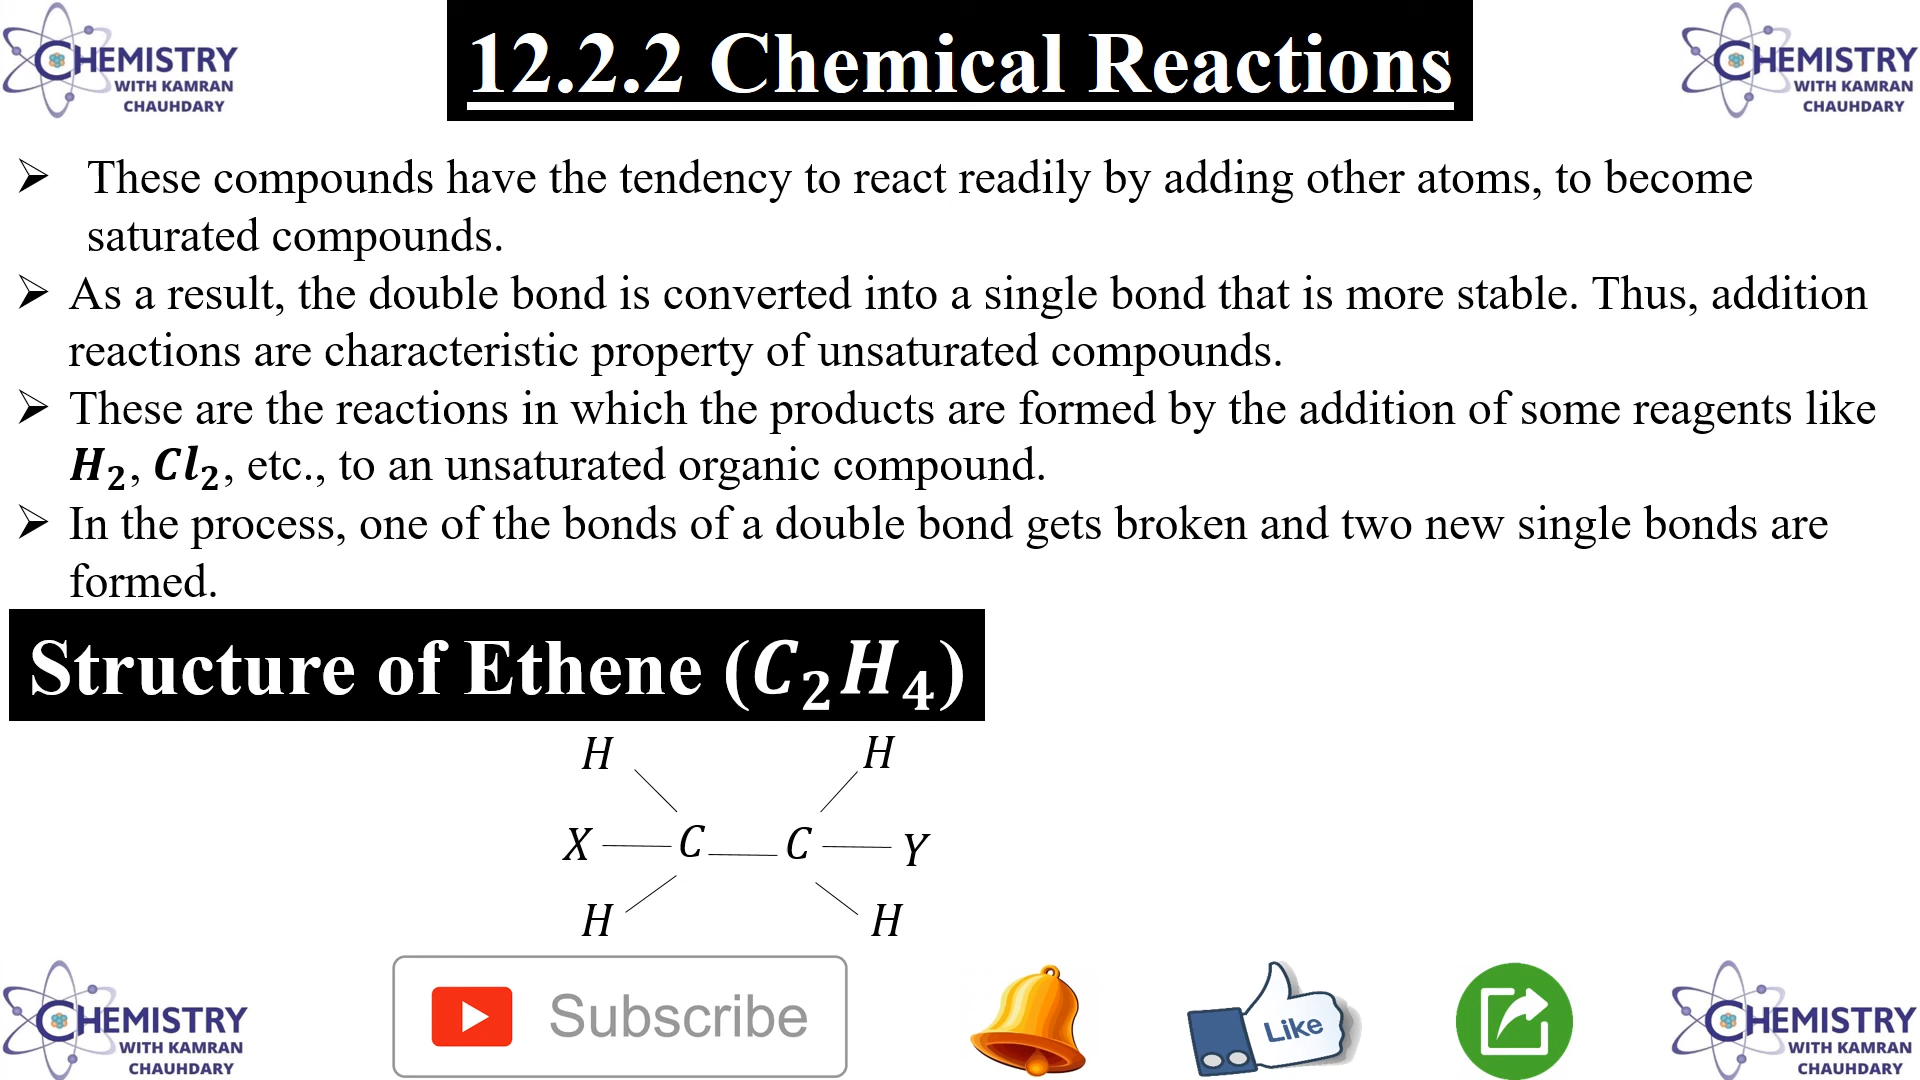 CHEMISTRY
WITH KAMRAN
CHAUHDARY
12.2.2 Chemical Reactions
CHEMISTRY
WITH KAMRAN
CHAUHDARY
➢ These compounds have the tendency to react readily by adding other atoms, to become
saturated compounds.
➢ As a result, the double bond is converted into a single bond that is more stable. Thus, addition
reactions are characteristic property of unsaturated compounds.
➢ These are the reactions in which the products are formed by the addition of some reagents like
H₂, Cl₂, etc., to an unsaturated organic compound.
➢ In the process, one of the bonds of a double bond gets broken and two new single bonds are
formed.
Structure of Ethene (C₂H₄)
H H
X C C Y
H H
CHEMISTRY
WITH KAMRAN
CHAUHDARY
Subscribe
Like
CHEMISTRY
WITH KAMRAN
CHAUHDARY